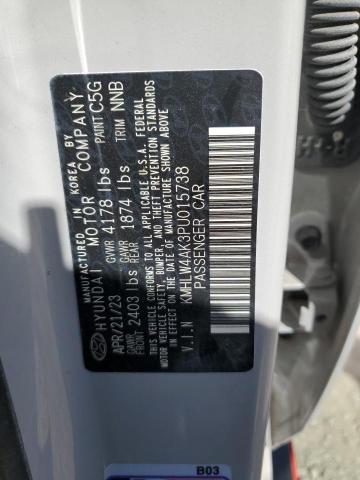 MANUFACTURED IN KOREA BY
HYUNDAI MOTOR COMPANY
APR/21/23 GVWR 4178 lbs PAINT C5G
GAWR FRONT 2403 lbs GAWR REAR 1874 lbs TRIM NNB
THIS VEHICLE CONFORMS TO ALL APPLICABLE U.S.A. FEDERAL
MOTOR VEHICLE SAFETY, BUMPER, AND THEFT PREVENTION STANDARDS
IN EFFECT ON THE DATE OF MANUFACTURE SHOWN ABOVE.
V.I.N KMHLW4AK3PU015738
PASSENGER CAR
B03